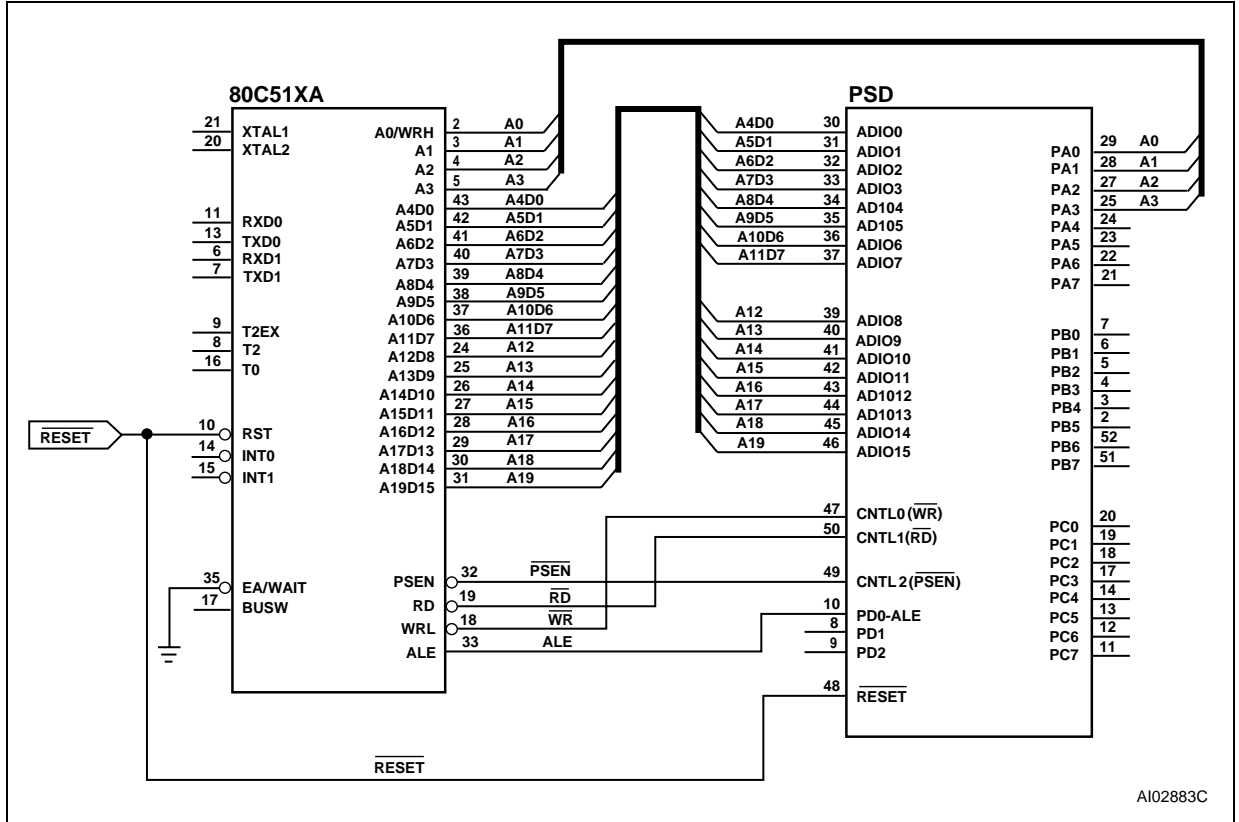 80C51XA
PSD
21 XTAL1
20 XTAL2
11 RXD0
13 TXD0
6 RXD1
7 TXD1
9 T2EX
8 T2
16 T0
RESET
10 RST
14 INT0
15 INT1
35 EA/WAIT
17 BUSW
A0/WRH 2 A0
A1 3 A1
A2 4 A2
A3 5 A3
A4D0 43 A4D0
A5D1 42 A5D1
A6D2 41 A6D2
A7D3 40 A7D3
A8D4 39 A8D4
A9D5 38 A9D5
A10D6 37 A10D6
A11D7 36 A11D7
A12D8 24 A12
A13D9 25 A13
A14D10 26 A14
A15D11 27 A15
A16D12 28 A16
A17D13 29 A17
A18D14 30 A18
A19D15 31 A19
PSEN 32 PSEN
RD 19 RD
WRL 18 WR
ALE 33 ALE
A4D0 30 ADIO0
A5D1 31 ADIO1
A6D2 32 ADIO2
A7D3 33 ADIO3
A8D4 34 AD104
A9D5 35 AD105
A10D6 36 ADIO6
A11D7 37 ADIO7
A12 39 ADIO8
A13 40 ADIO9
A14 41 ADIO10
A15 42 ADIO11
A16 43 AD1012
A17 44 AD1013
A18 45 ADIO14
A19 46 ADIO15
47 CNTL0(WR)
50 CNTL1(RD)
49 CNTL2(PSEN)
10 PD0-ALE
8 PD1
9 PD2
48 RESET
PA0 29 A0
PA1 28 A1
PA2 27 A2
PA3 25 A3
PA4 24
PA5 23
PA6 22
PA7 21
PB0 7
PB1 6
PB2 5
PB3 4
PB4 3
PB5 2
PB6 52
PB7 51
PC0 20
PC1 19
PC2 18
PC3 17
PC4 14
PC5 13
PC6 12
PC7 11
RESET
AI02883C